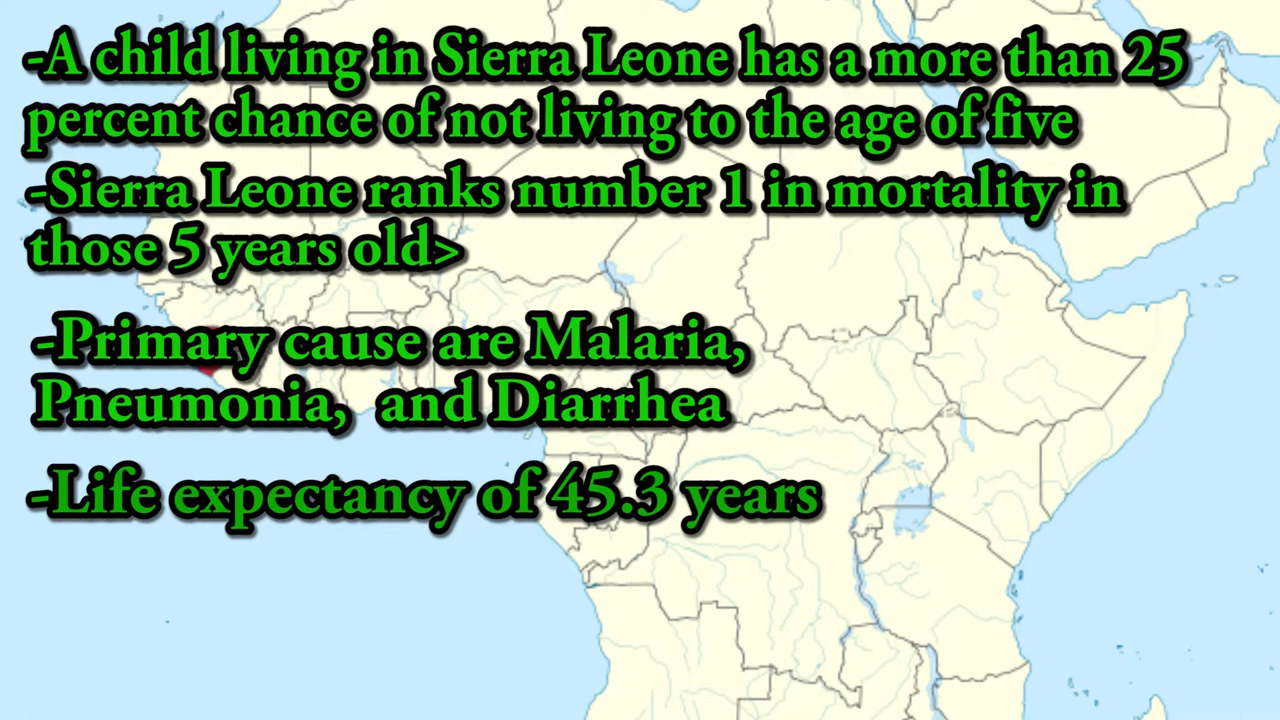 -A child living in Sierra Leone has a more than 25
percent chance of not living to the age of five
-Sierra Leone ranks number 1 in mortality in
those 5 years old>
-Primary cause are Malaria,
Pneumonia, and Diarrhea
-Life expectancy of 45.3 years